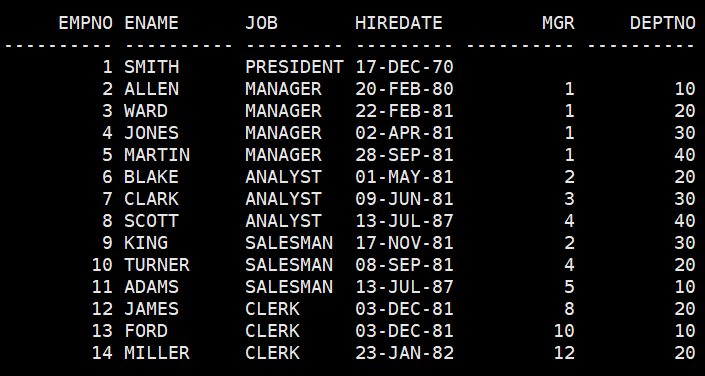 EMPNO ENAME      JOB       HIREDATE         MGR     DEPTNO
---------- ---------- --------- --------- ---------- ----------
         1 SMITH      PRESIDENT 17-DEC-70
         2 ALLEN      MANAGER   20-FEB-80          1         10
         3 WARD       MANAGER   22-FEB-81          1         20
         4 JONES      MANAGER   02-APR-81          1         30
         5 MARTIN     MANAGER   28-SEP-81          1         40
         6 BLAKE      ANALYST   01-MAY-81          2         20
         7 CLARK      ANALYST   09-JUN-81          3         30
         8 SCOTT      ANALYST   13-JUL-87          4         40
         9 KING       SALESMAN  17-NOV-81          2         30
        10 TURNER     SALESMAN  08-SEP-81          4         20
        11 ADAMS      SALESMAN  13-JUL-87          5         10
        12 JAMES      CLERK     03-DEC-81          8         20
        13 FORD       CLERK     03-DEC-81         10         10
        14 MILLER     CLERK     23-JAN-82         12         20